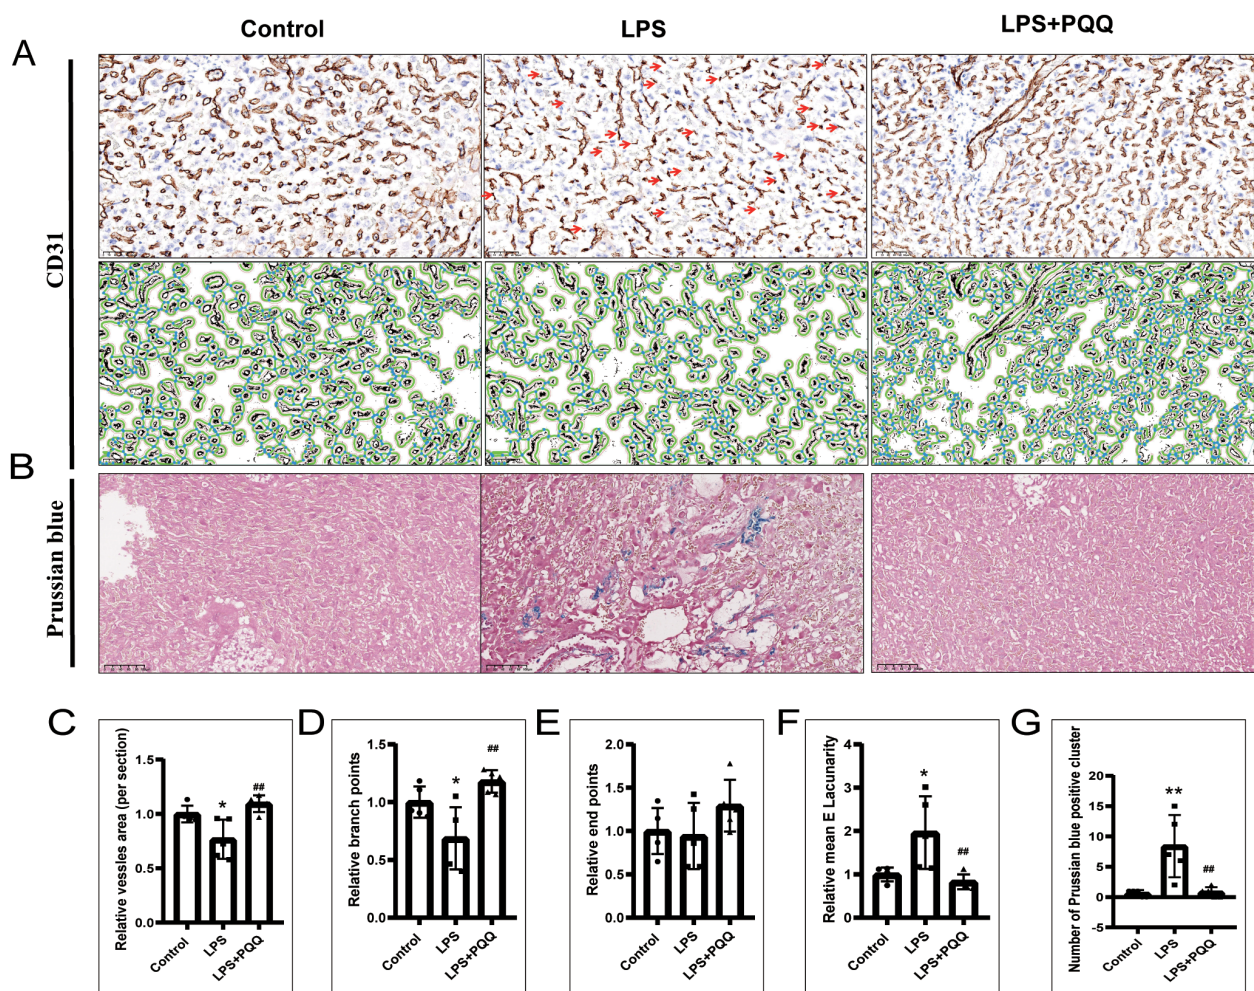 Control LPS LPS+PQQ
A
CD31
B
Prussian blue
C
Relative vessles area (per section)
1.5
1.0
0.5
0.0
*
##
Control LPS LPS+PQQ
D
Relative branch points
1.5
1.0
0.5
0.0
*
##
Control LPS LPS+PQQ
E
Relative end points
2.0
1.5
1.0
0.5
0.0
Control LPS LPS+PQQ
F
Relative mean E Lacunarity
4
3
2
1
0
*
##
Control LPS LPS+PQQ
G
Number of Prussian blue positive cluster
20
15
10
5
0
-5
**
##
Control LPS LPS+PQQ